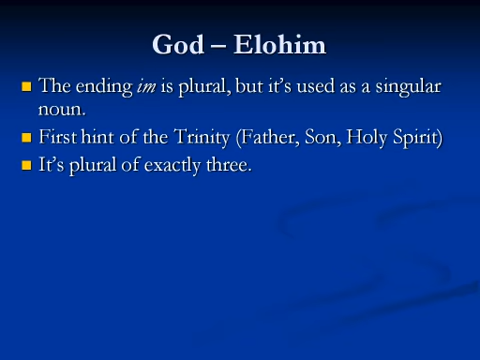 God – Elohim
The ending im is plural, but it's used as a singular
noun.
First hint of the Trinity (Father, Son, Holy Spirit)
It's plural of exactly three.